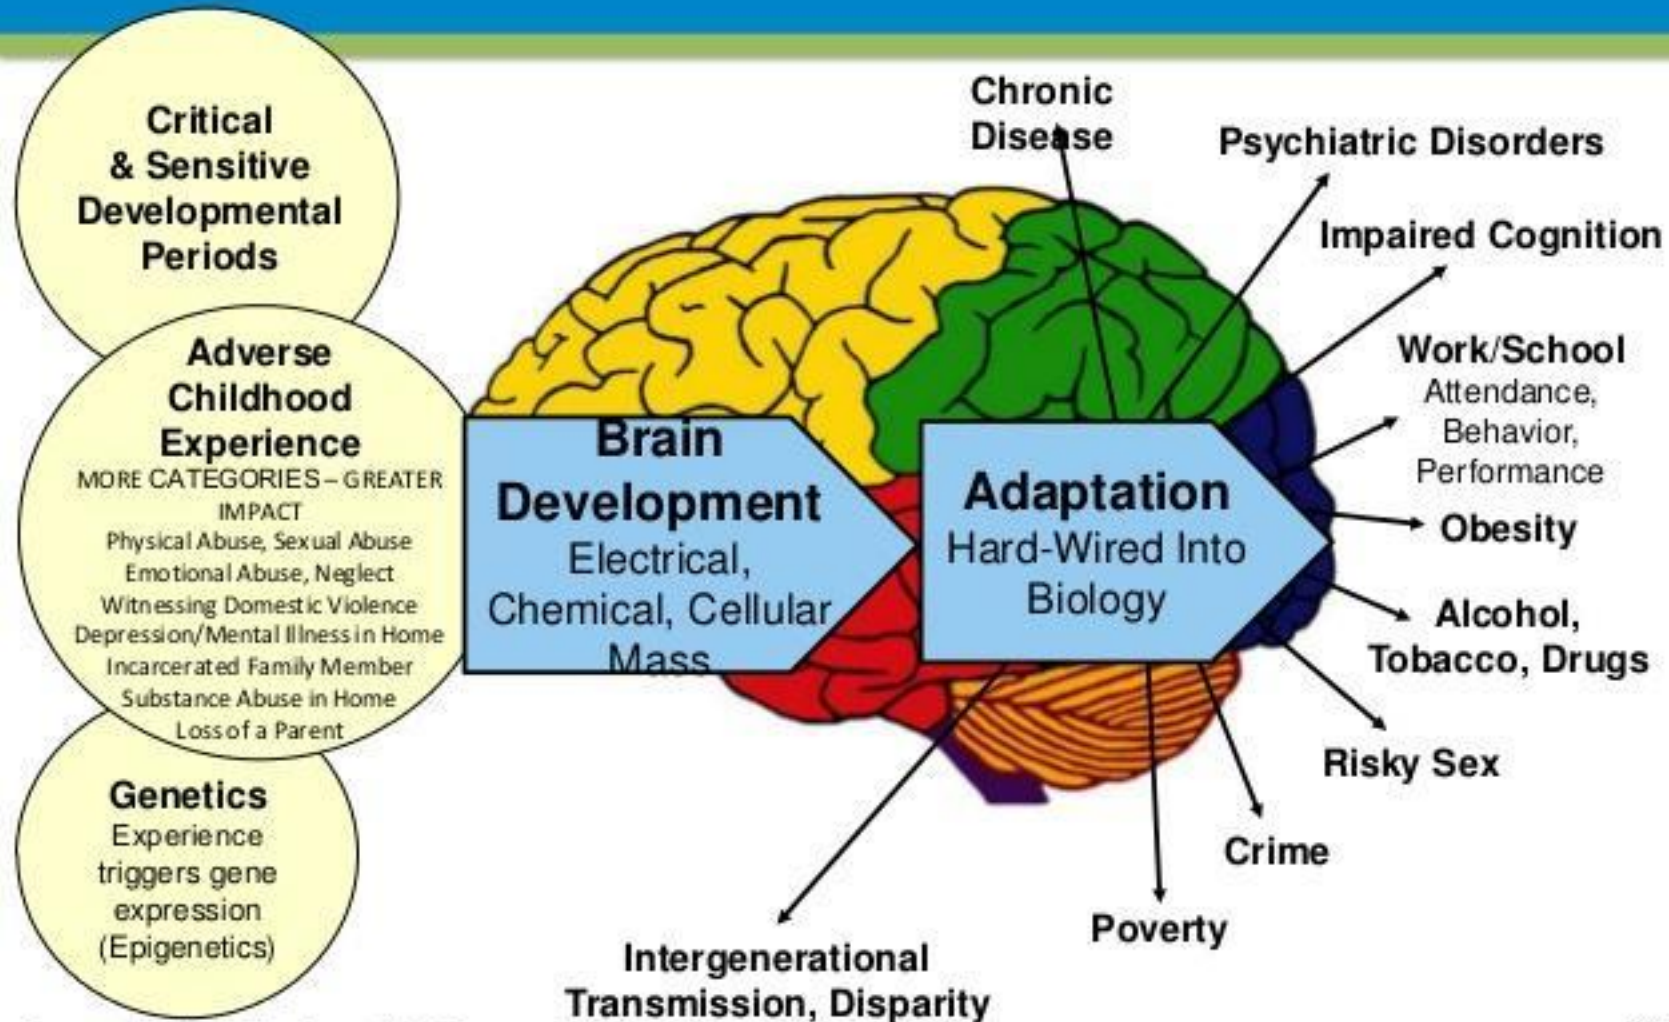 Critical
& Sensitive
Developmental
Periods
Adverse
Childhood
Experience
MORE CATEGORIES – GREATER
IMPACT
Physical Abuse, Sexual Abuse
Emotional Abuse, Neglect
Witnessing Domestic Violence
Depression/Mental Illness in Home
Incarcerated Family Member
Substance Abuse in Home
Loss of a Parent
Genetics
Experience
triggers gene
expression
(Epigenetics)
Brain
Development
Electrical,
Chemical, Cellular
Mass
Adaptation
Hard-Wired Into
Biology
Chronic
Disease
Psychiatric Disorders
Impaired Cognition
Work/School
Attendance,
Behavior,
Performance
Obesity
Alcohol,
Tobacco, Drugs
Risky Sex
Crime
Poverty
Intergenerational
Transmission, Disparity